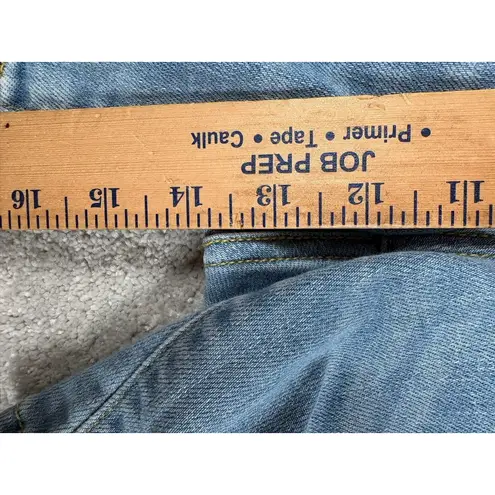 JOB PREP
• Primer • Tape • Caulk
11 12 13 14 15 16